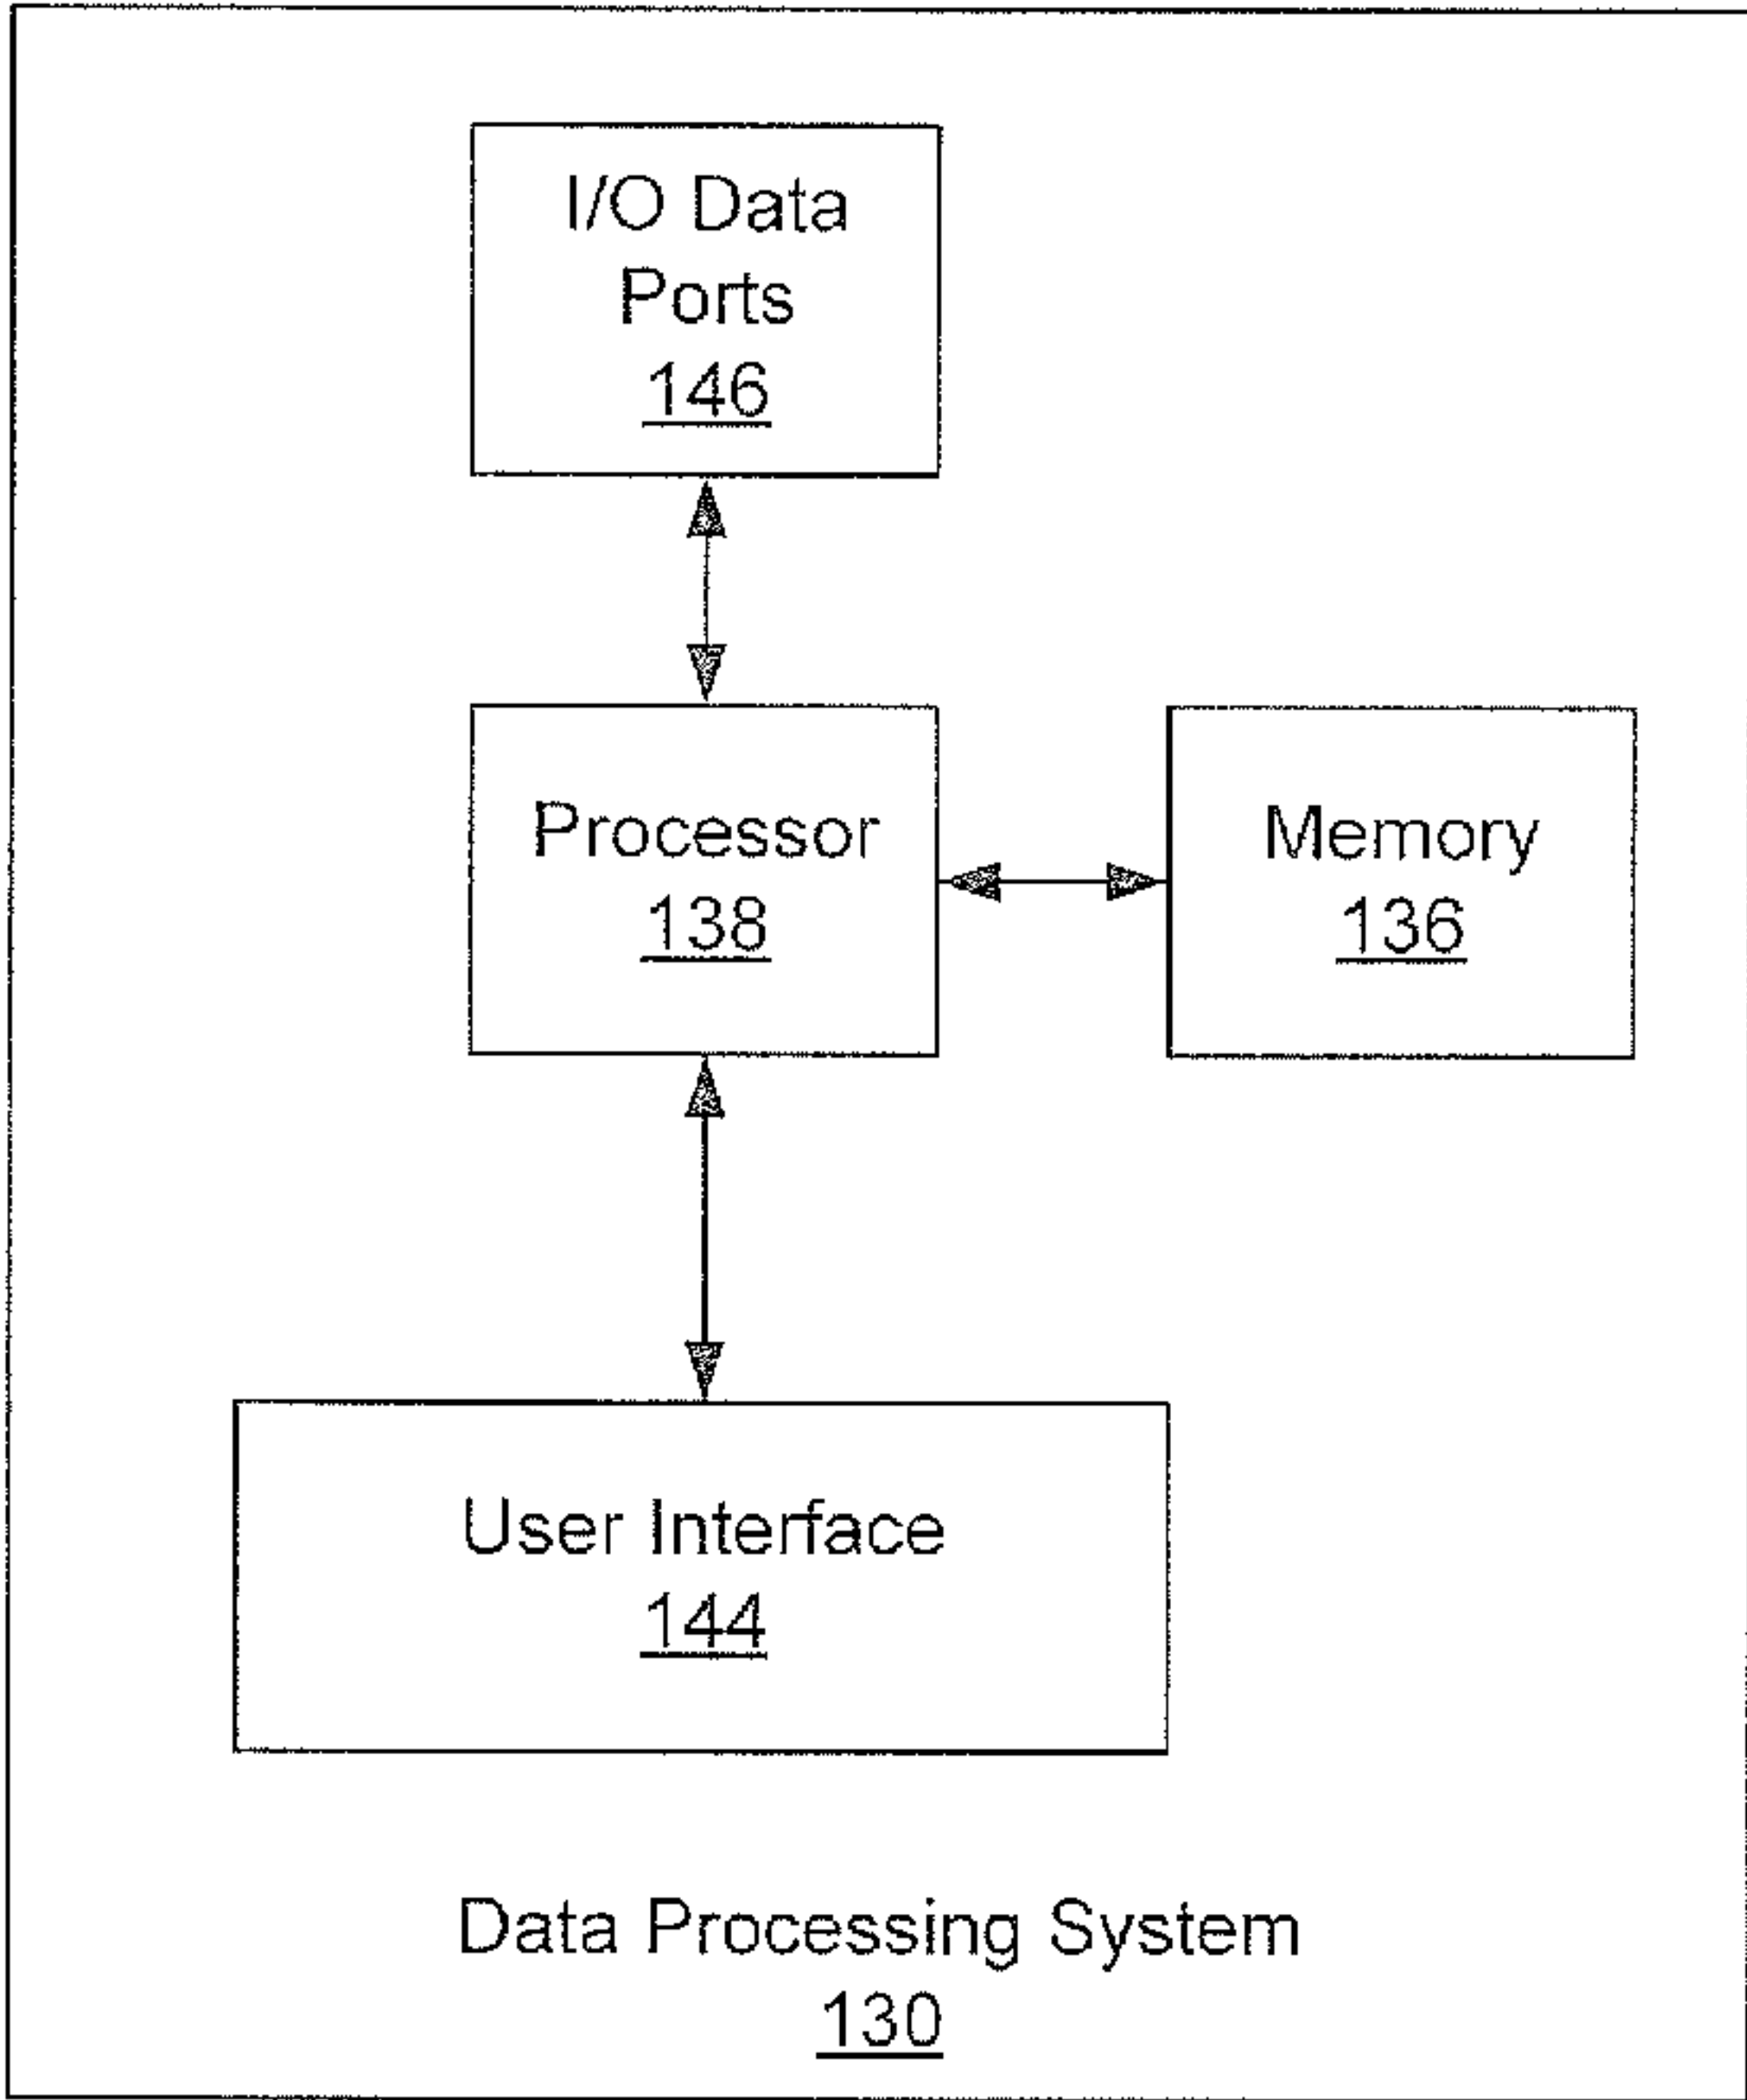 I/O Data
Ports
146
Processor
138
Memory
136
User Interface
144
Data Processing System
130